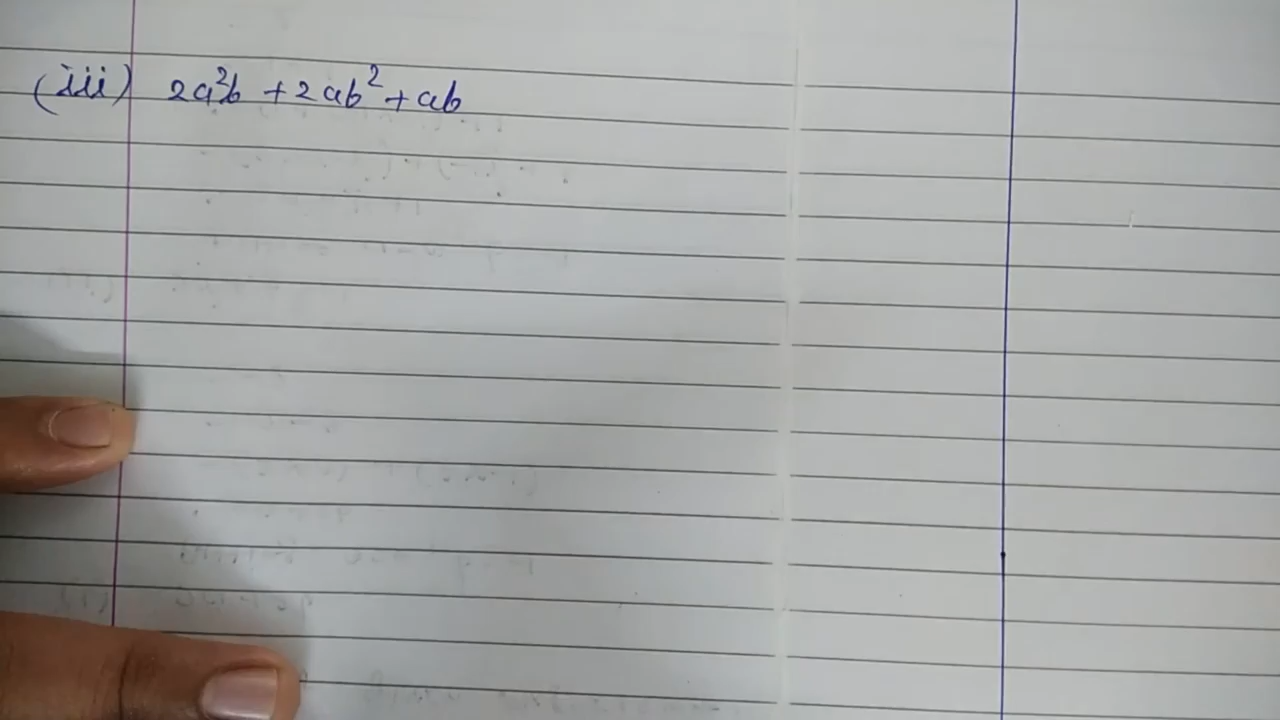 (iii) 2a²b + 2ab² + ab